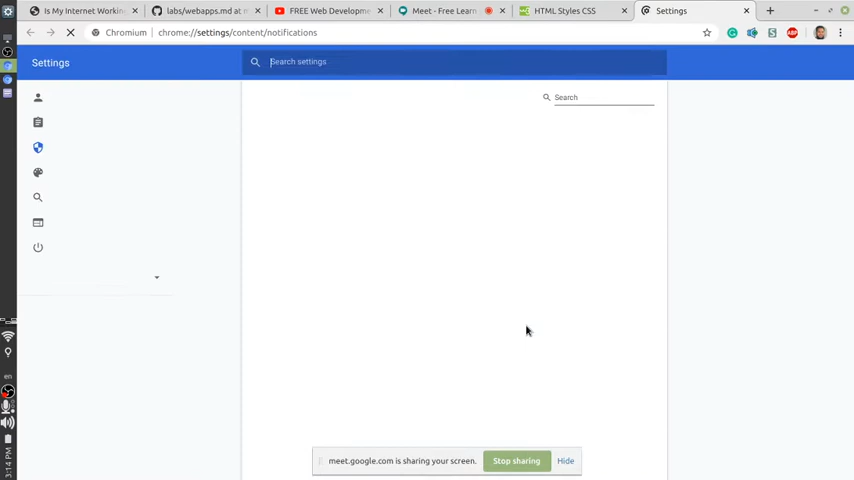 Is My Internet Working
labs/webapps.md at m
FREE Web Developme
Meet - Free Learn
HTML Styles CSS
Settings
Chromium
chrome://settings/content/notifications
ABP
Settings
Search settings
Search
en
meet.google.com is sharing your screen.
Stop sharing
Hide
3:14 PM